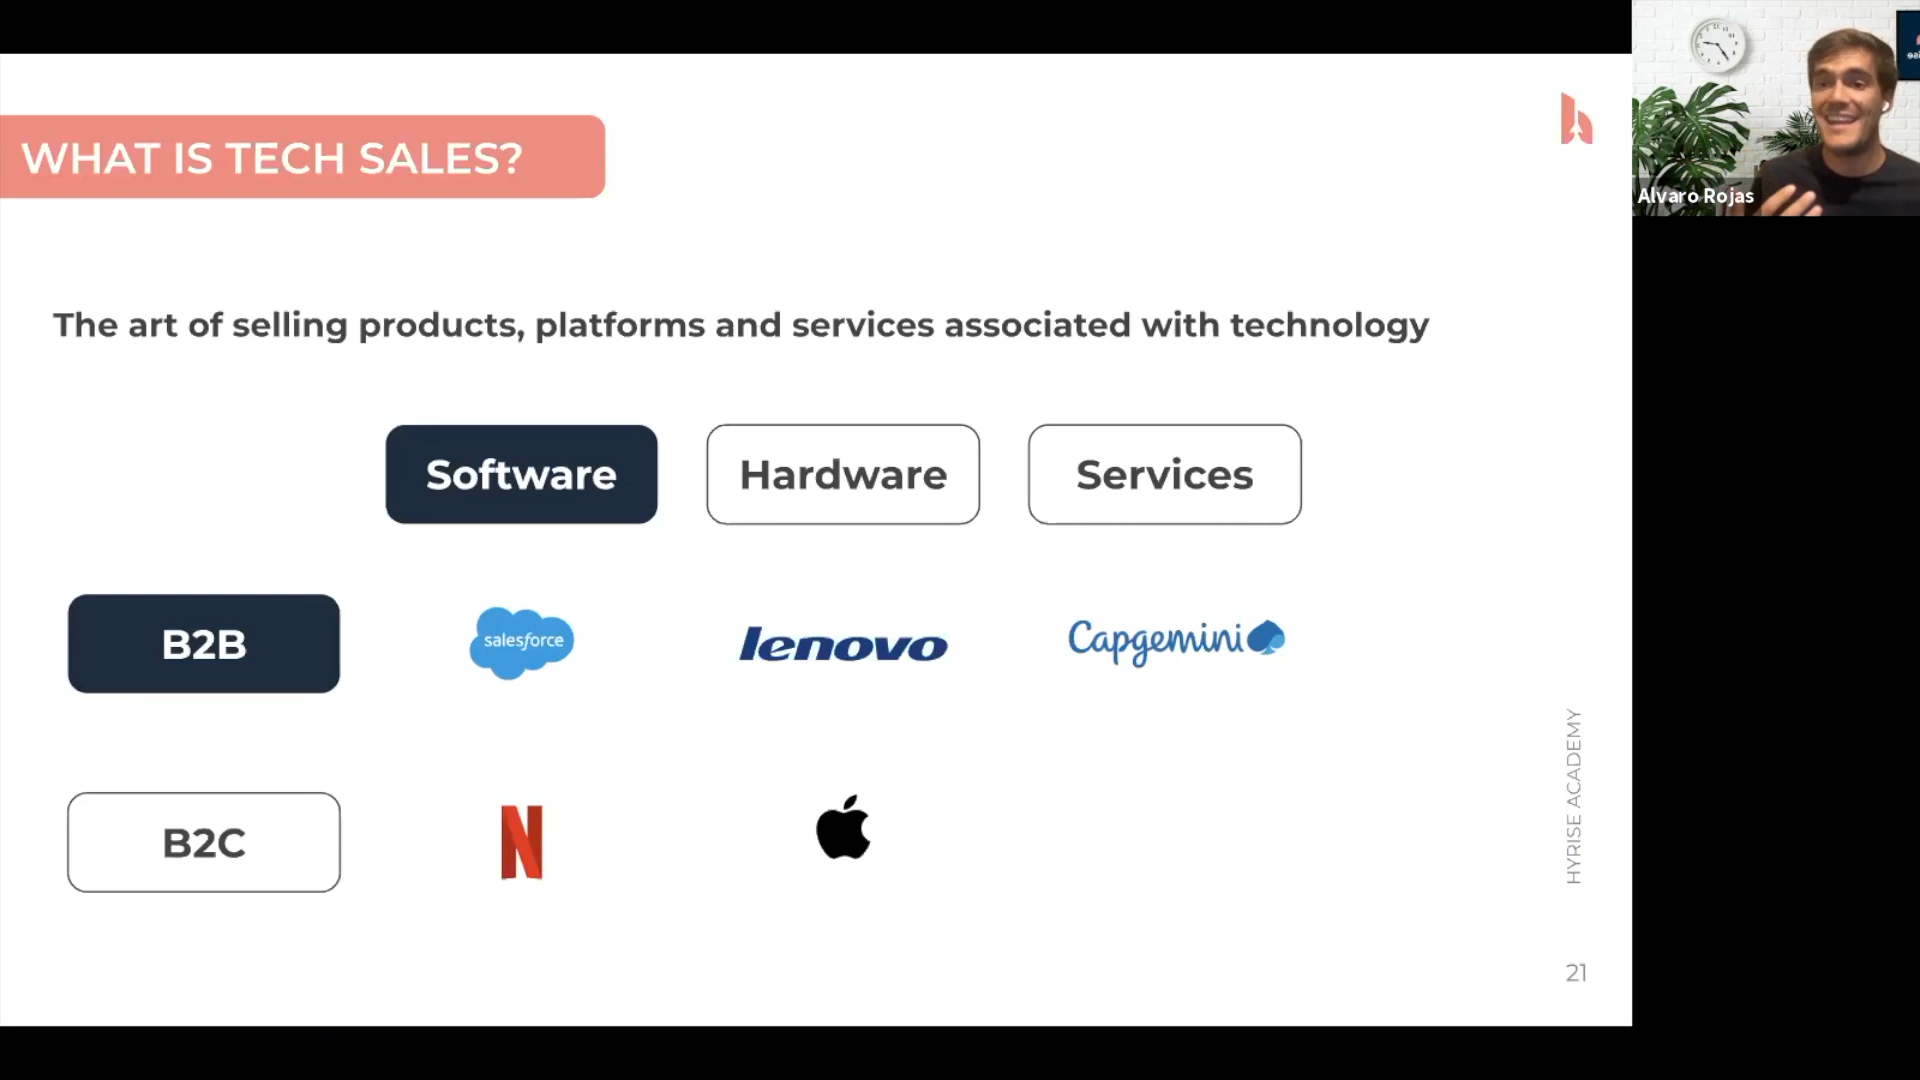 WHAT IS TECH SALES?
Alvaro Rojas
The art of selling products, platforms and services associated with technology
Software
Hardware
Services
B2B
salesforce
lenovo
Capgemini
B2C
N
HYRISE ACADEMY
21